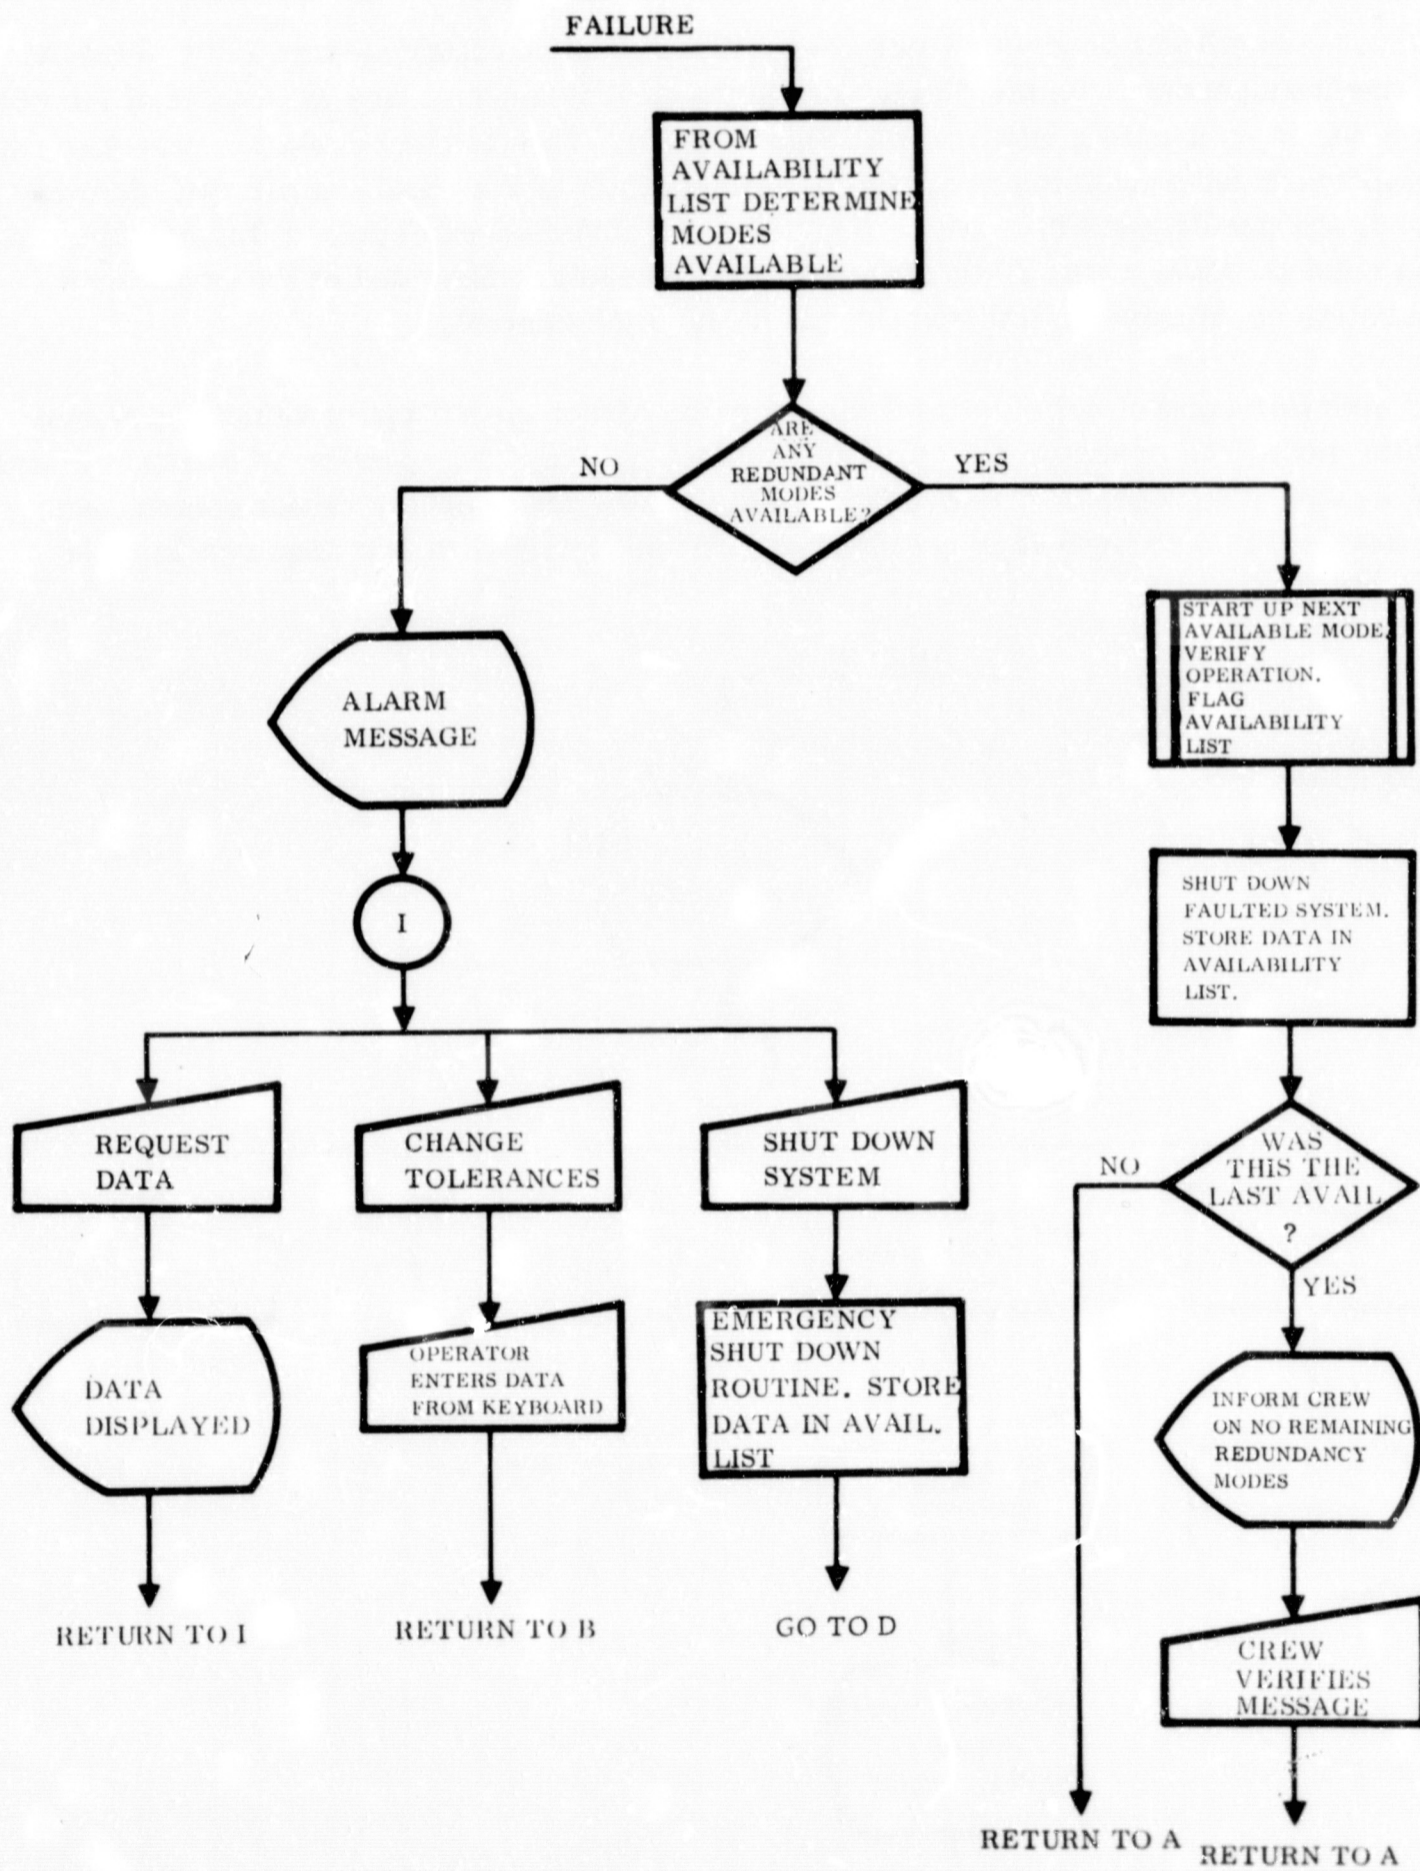 FAILURE
FROM
AVAILABILITY
LIST DETERMINE
MODES
AVAILABLE
ARE
ANY
REDUNDANT
MODES
AVAILABLE?
NO
YES
ALARM
MESSAGE
I
REQUEST
DATA
DATA
DISPLAYED
RETURN TO I
CHANGE
TOLERANCES
OPERATOR
ENTERS DATA
FROM KEYBOARD
RETURN TO B
SHUT DOWN
SYSTEM
EMERGENCY
SHUT DOWN
ROUTINE. STORE
DATA IN AVAIL.
LIST
GO TO D
START UP NEXT
AVAILABLE MODE.
VERIFY
OPERATION.
FLAG
AVAILABILITY
LIST
SHUT DOWN
FAULTED SYSTEM.
STORE DATA IN
AVAILABILITY
LIST.
WAS
THIS THE
LAST AVAIL
?
NO
YES
RETURN TO A
INFORM CREW
ON NO REMAINING
REDUNDANCY
MODES
CREW
VERIFIES
MESSAGE
RETURN TO A